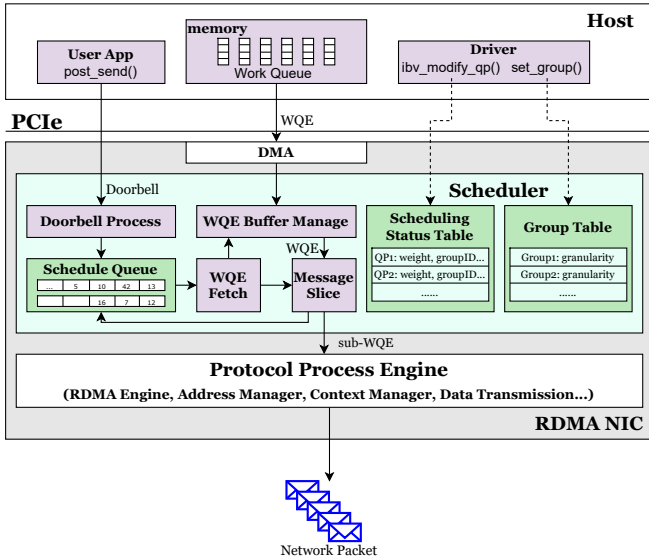 Host
memory
User App
post_send()
Work Queue
Driver
ibv_modify_qp() set_group()
PCIe
WQE
DMA
Doorbell
Scheduler
Doorbell Process
WQE Buffer Manage
Scheduling
Status Table
Group Table
WQE
Schedule Queue
... 5 10 42 13
16 7 12
WQE
Fetch
Message
Slice
QP1: weight, groupID...
QP2: weight, groupID...
......
Group1: granularity
Group2: granularity
......
sub-WQE
Protocol Process Engine
(RDMA Engine, Address Manager, Context Manager, Data Transmission...)
RDMA NIC
Network Packet